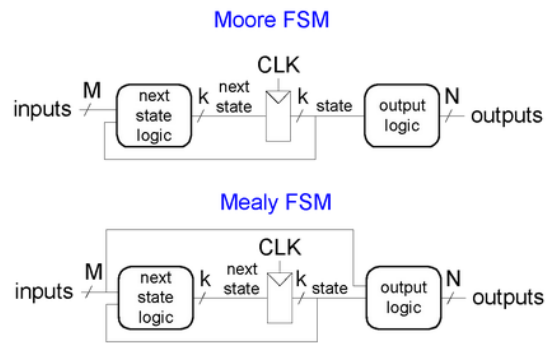 Moore FSM
CLK
M next k next k state N
inputs state state output outputs
logic logic
Mealy FSM
CLK
M next k next k state N
inputs state state output outputs
logic logic